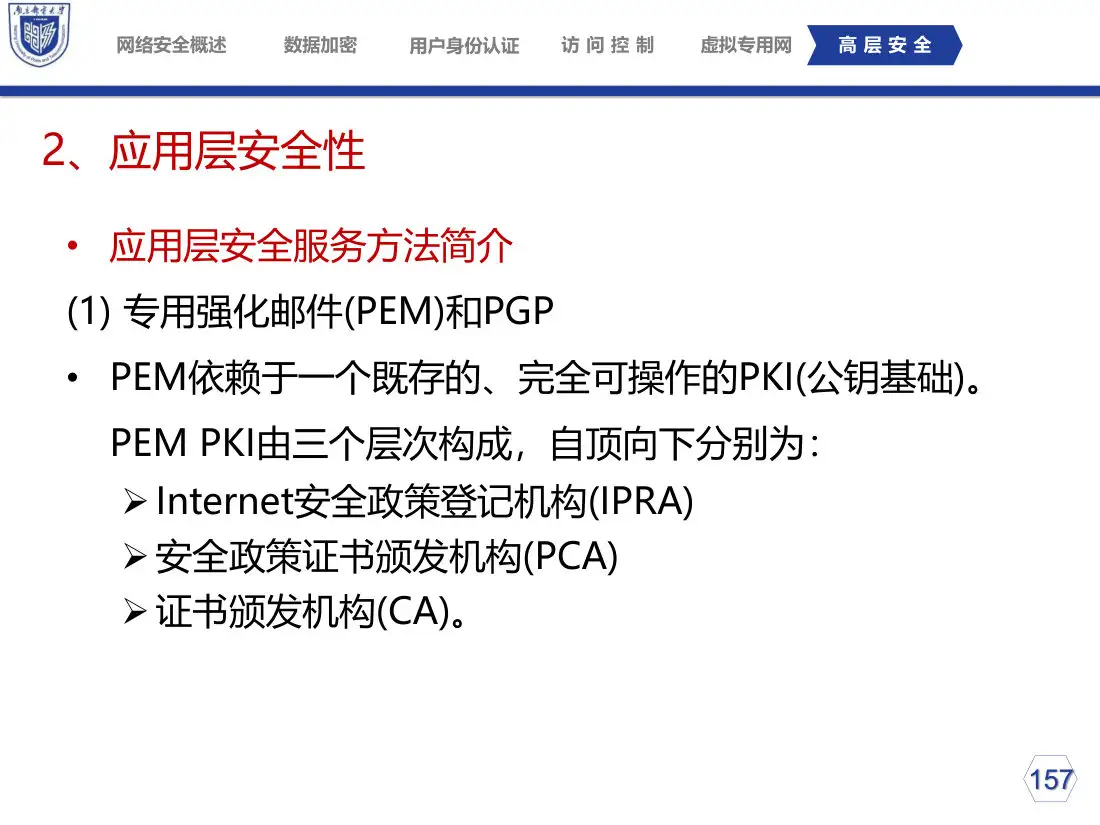 南京邮电大学
网络安全概述 数据加密 用户身份认证 访问控制 虚拟专用网 高层安全
2、应用层安全性
• 应用层安全服务方法简介
(1) 专用强化邮件(PEM)和PGP
• PEM依赖于一个既存的、完全可操作的PKI(公钥基础)。
PEM PKI由三个层次构成，自顶向下分别为：
➢ Internet安全政策登记机构(IPRA)
➢ 安全政策证书颁发机构(PCA)
➢ 证书颁发机构(CA)。
157